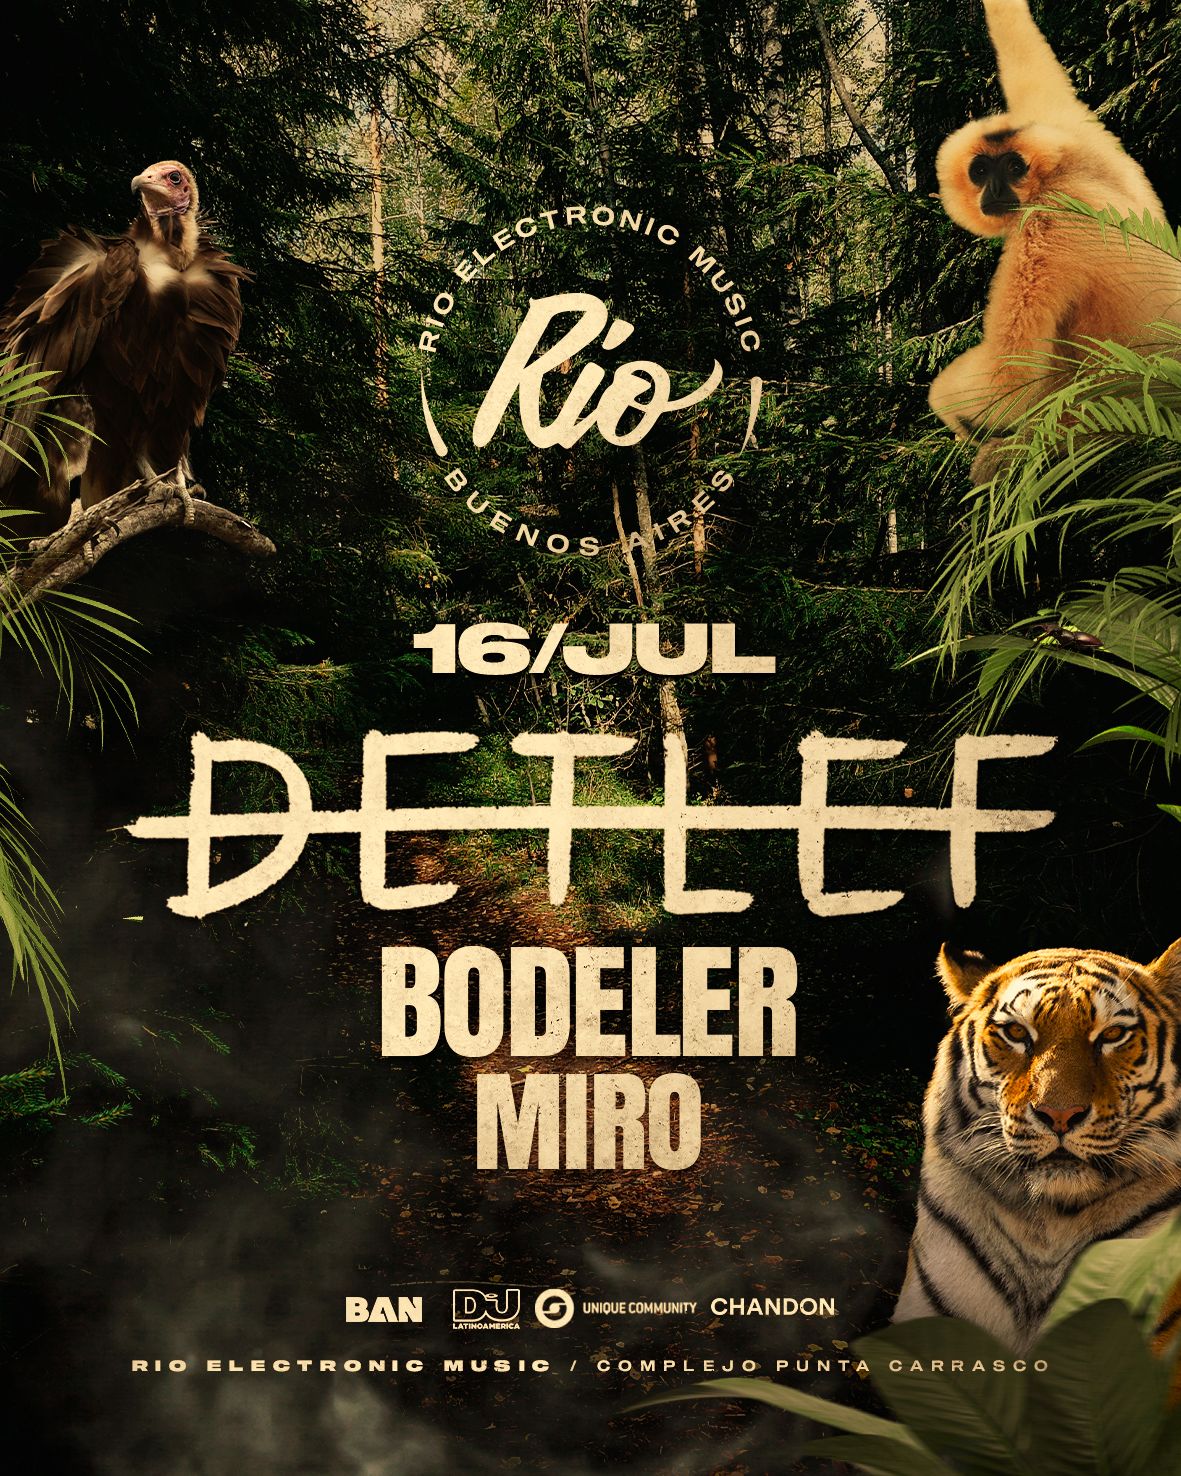 RIO ELECTRONIC MUSIC
Rio
BUENOS AIRES
16/JUL
DETLEF
BODELER
MIRO
BAN DJ LATINOAMERICA UNIQUE COMMUNITY CHANDON
RIO ELECTRONIC MUSIC / COMPLEJO PUNTA CARRASCO